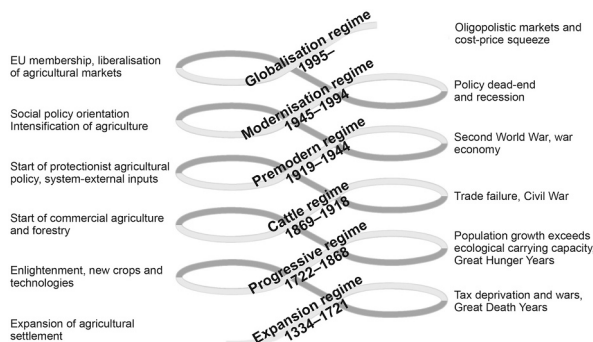 Oligopolistic markets and
cost-price squeeze
Globalisation regime
1995–
EU membership, liberalisation
of agricultural markets
Policy dead-end
and recession
Modernisation regime
1945–1994
Social policy orientation
Intensification of agriculture
Second World War, war
economy
Premodern regime
1919–1944
Start of protectionist agricultural
policy, system-external inputs
Trade failure, Civil War
Cattle regime
1869–1918
Start of commercial agriculture
and forestry
Population growth exceeds
ecological carrying capacity
Great Hunger Years
Progressive regime
1722–1868
Enlightenment, new crops and
technologies
Tax deprivation and wars,
Great Death Years
Expansion regime
1334–1721
Expansion of agricultural
settlement